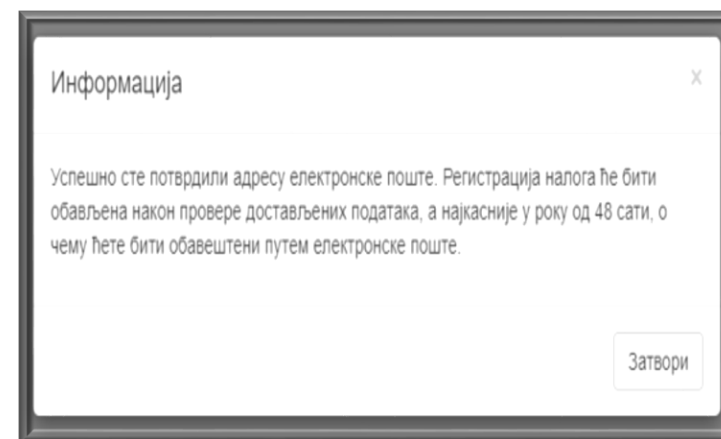 Информација
x
Успешно сте потврдили адресу електронске поште. Регистрација налога ће бити
обављена након провере достављених података, а најкасније у року од 48 сати, о
чему ћете бити обавештени путем електронске поште.
Затвори